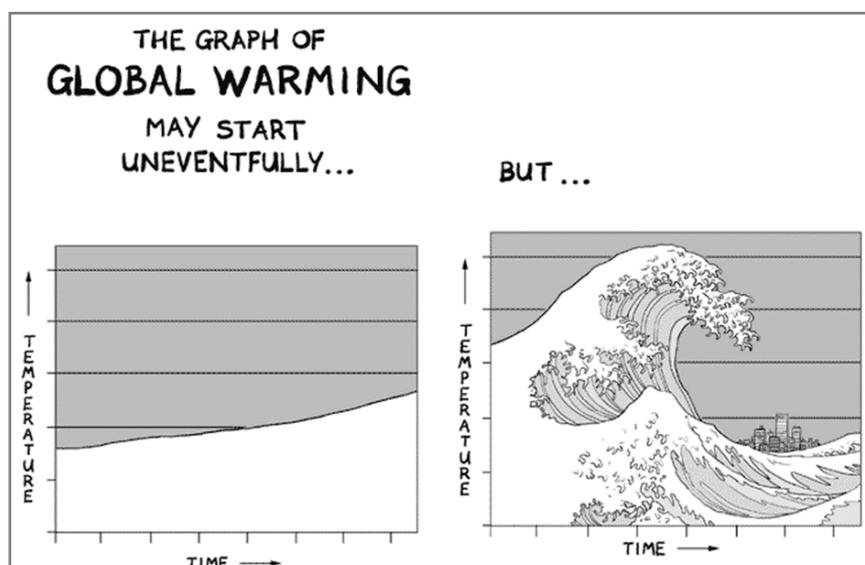 THE GRAPH OF
GLOBAL WARMING
MAY START
UNEVENTFULLY...
BUT ...
TEMPERATURE
TIME
TEMPERATURE
TIME